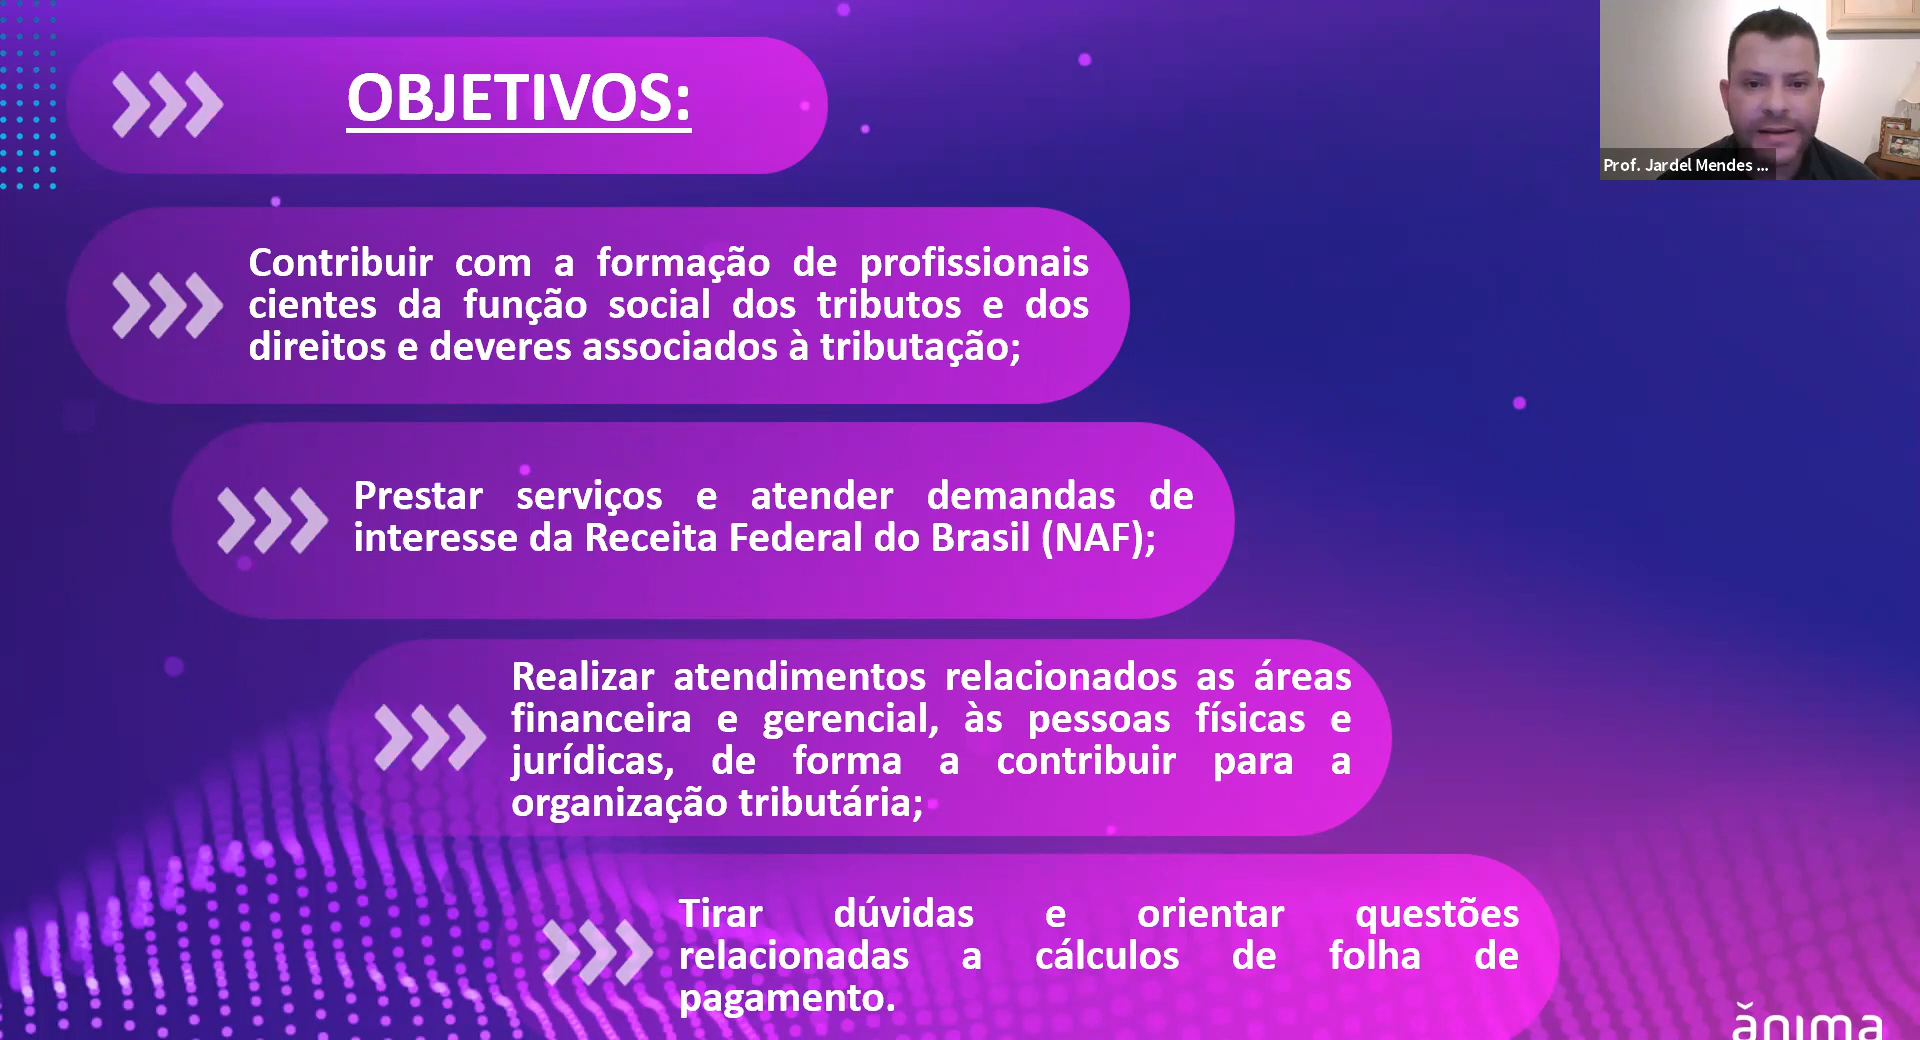 OBJETIVOS:
Prof. Jardel Mendes ...
Contribuir com a formação de profissionais
cientes da função social dos tributos e dos
direitos e deveres associados à tributação;
Prestar serviços e atender demandas de
interesse da Receita Federal do Brasil (NAF);
Realizar atendimentos relacionados as áreas
financeira e gerencial, às pessoas físicas e
jurídicas, de forma a contribuir para a
organização tributária;
Tirar dúvidas e orientar questões
relacionadas a cálculos de folha de
pagamento.
ănıma